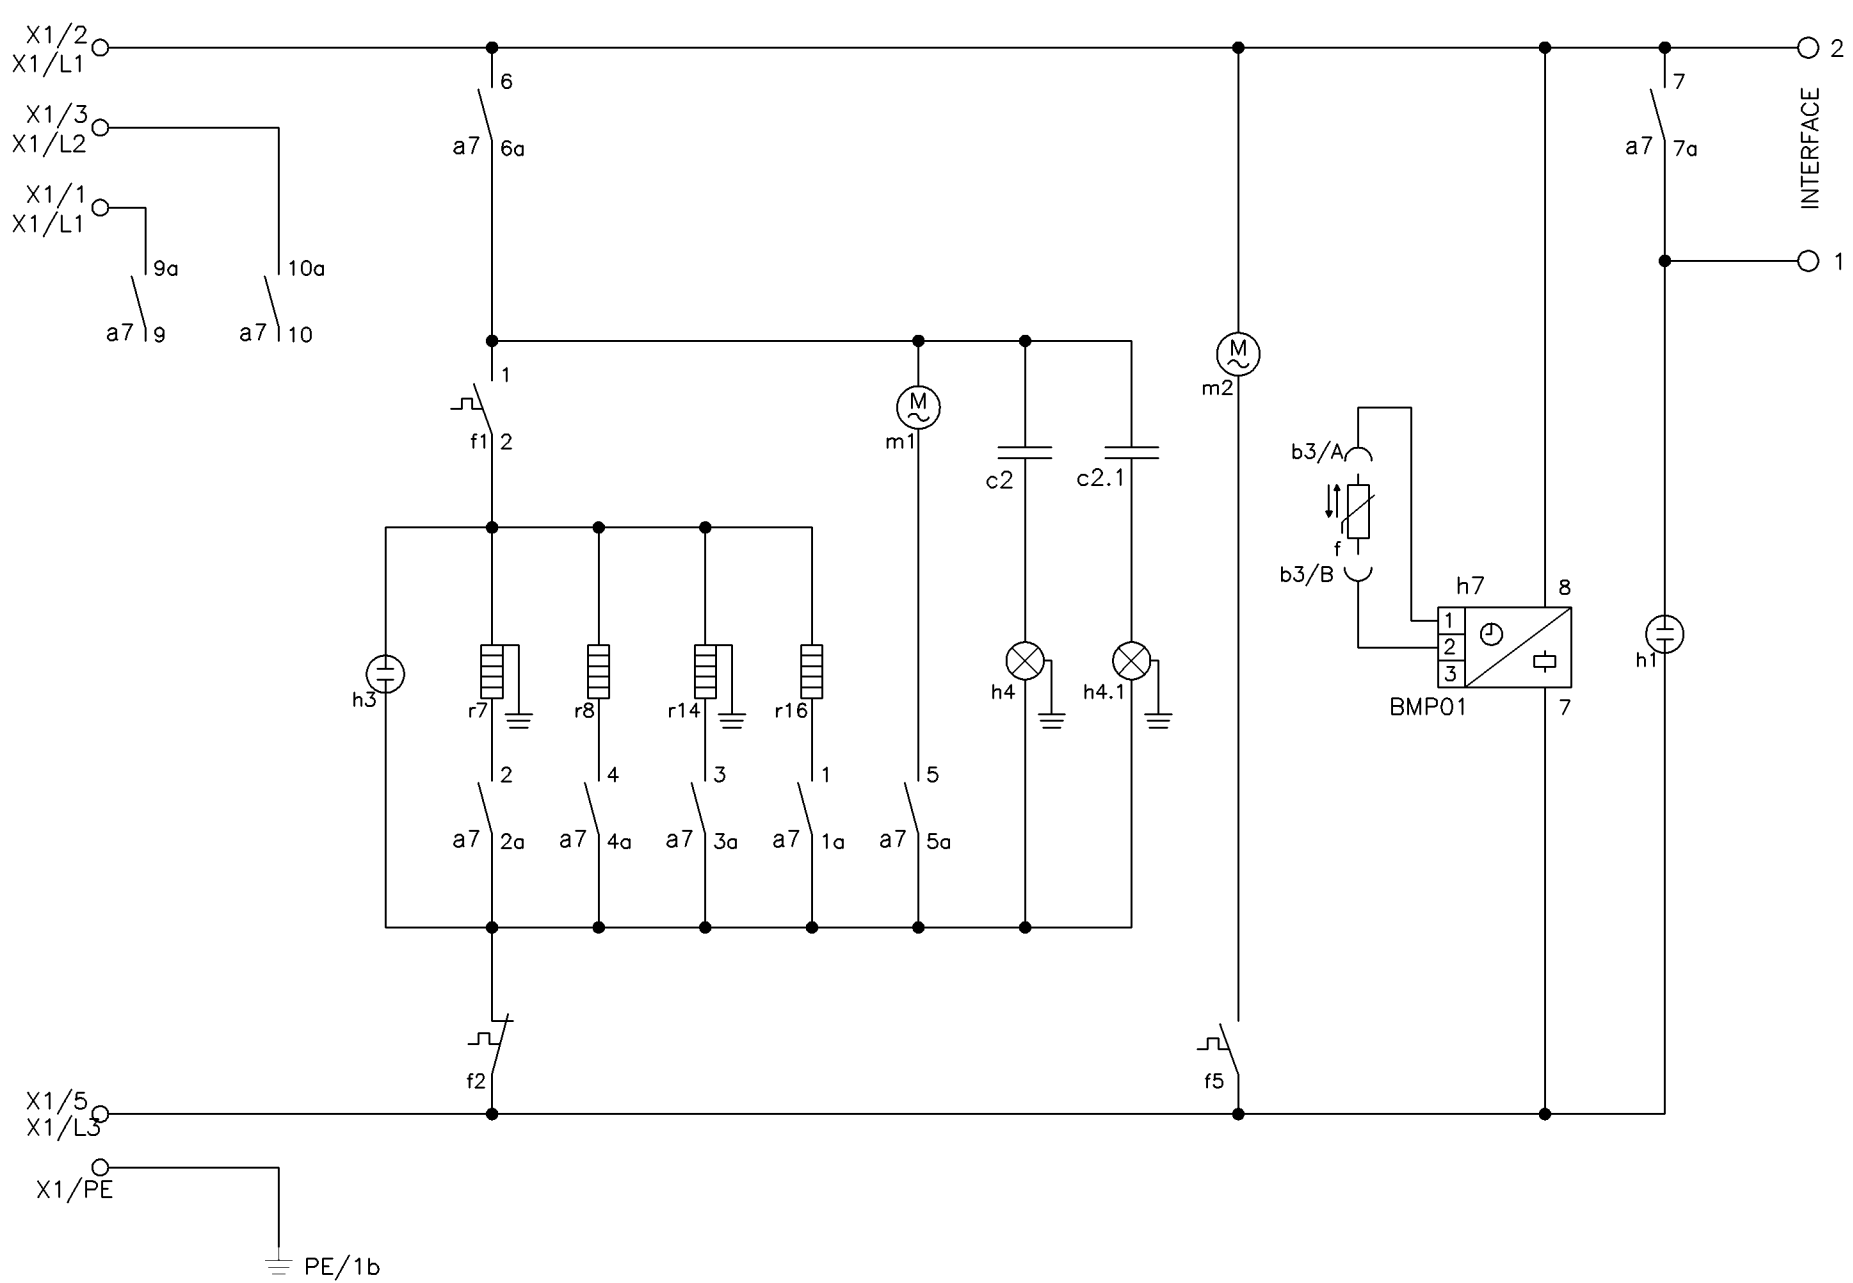 X1/2
X1/L1
2
6
7
INTERFACE
X1/3
X1/L2
a7 6a
a7 7a
X1/1
X1/L1
9a
10a
1
a7 9
a7 10
M
m2
1
M
m1
f1 2
b3/A
c2
c2.1
f
b3/B
h7
8
1
2
3
BMP01
7
h1
h3
r7
r8
r14
r16
h4
h4.1
2
4
3
1
5
a7 2a
a7 4a
a7 3a
a7 1a
a7 5a
f2
f5
X1/5
X1/L3
X1/PE
PE/1b